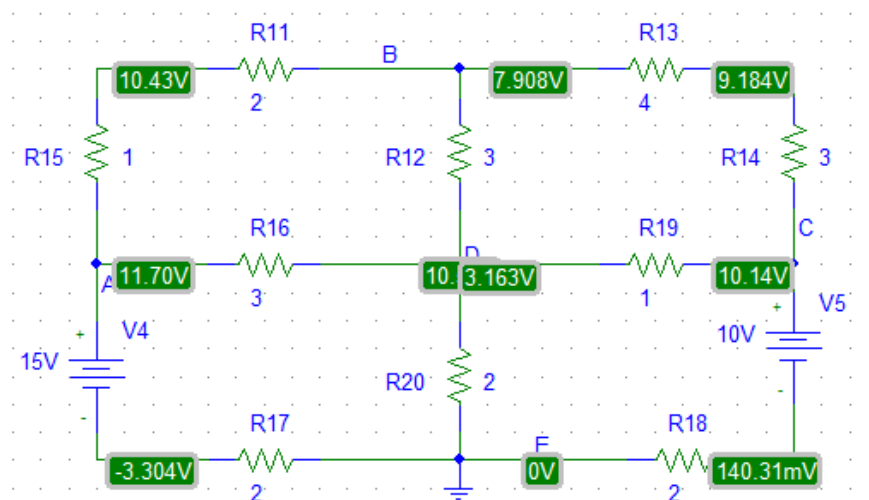 R11
R13
B
10.43V
7.908V
9.184V
2
4
R15
1
R12
3
R14
3
R16
R19
C
D
A
11.70V
10.
3.163V
10.14V
3
1
V4
V5
+
+
15V
10V
R20
2
-
-
R17
R18
-3.304V
0V
140.31mV
2
2